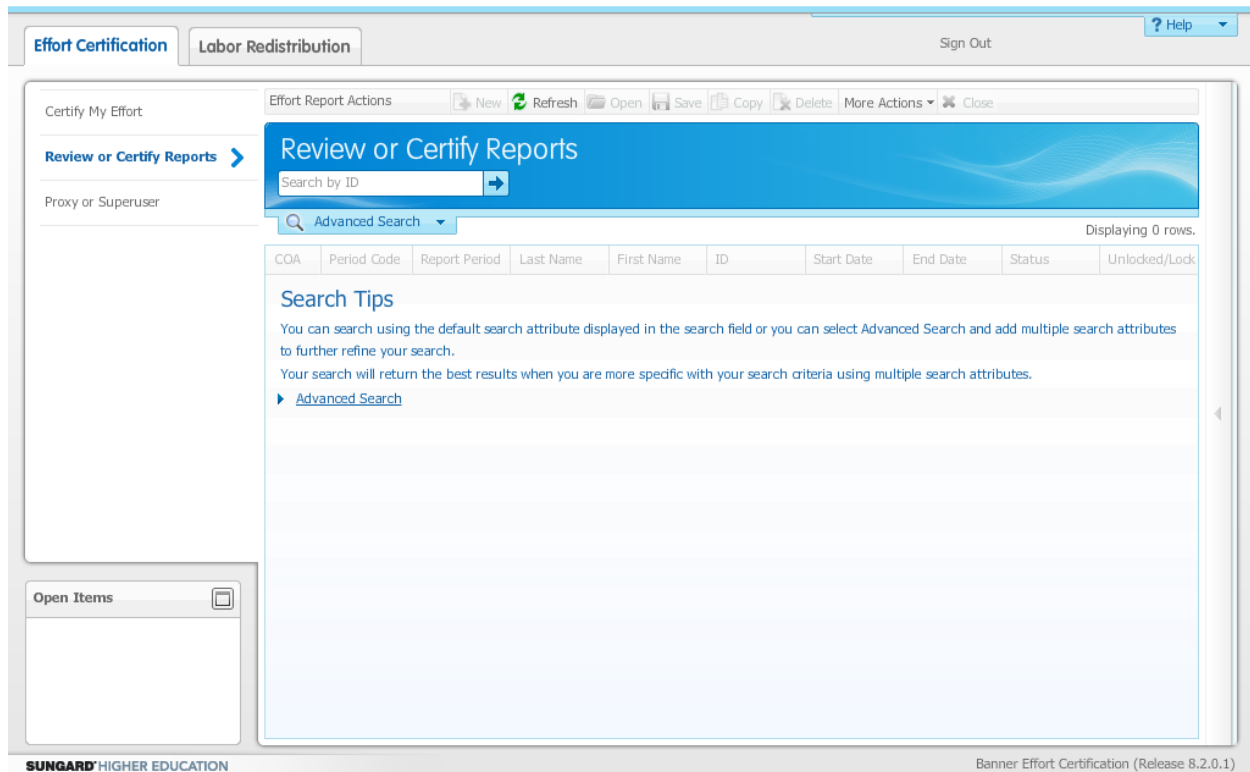 ? Help
Effort Certification
Labor Redistribution
Sign Out
Certify My Effort
Review or Certify Reports
Proxy or Superuser
Effort Report Actions New Refresh Open Save Copy Delete More Actions Close
Review or Certify Reports
Search by ID
Advanced Search
Displaying 0 rows.
COA Period Code Report Period Last Name First Name ID Start Date End Date Status Unlocked/Lock
Search Tips
You can search using the default search attribute displayed in the search field or you can select Advanced Search and add multiple search attributes
to further refine your search.
Your search will return the best results when you are more specific with your search criteria using multiple search attributes.
Advanced Search
Open Items
SUNGARD' HIGHER EDUCATION
Banner Effort Certification (Release 8.2.0.1)